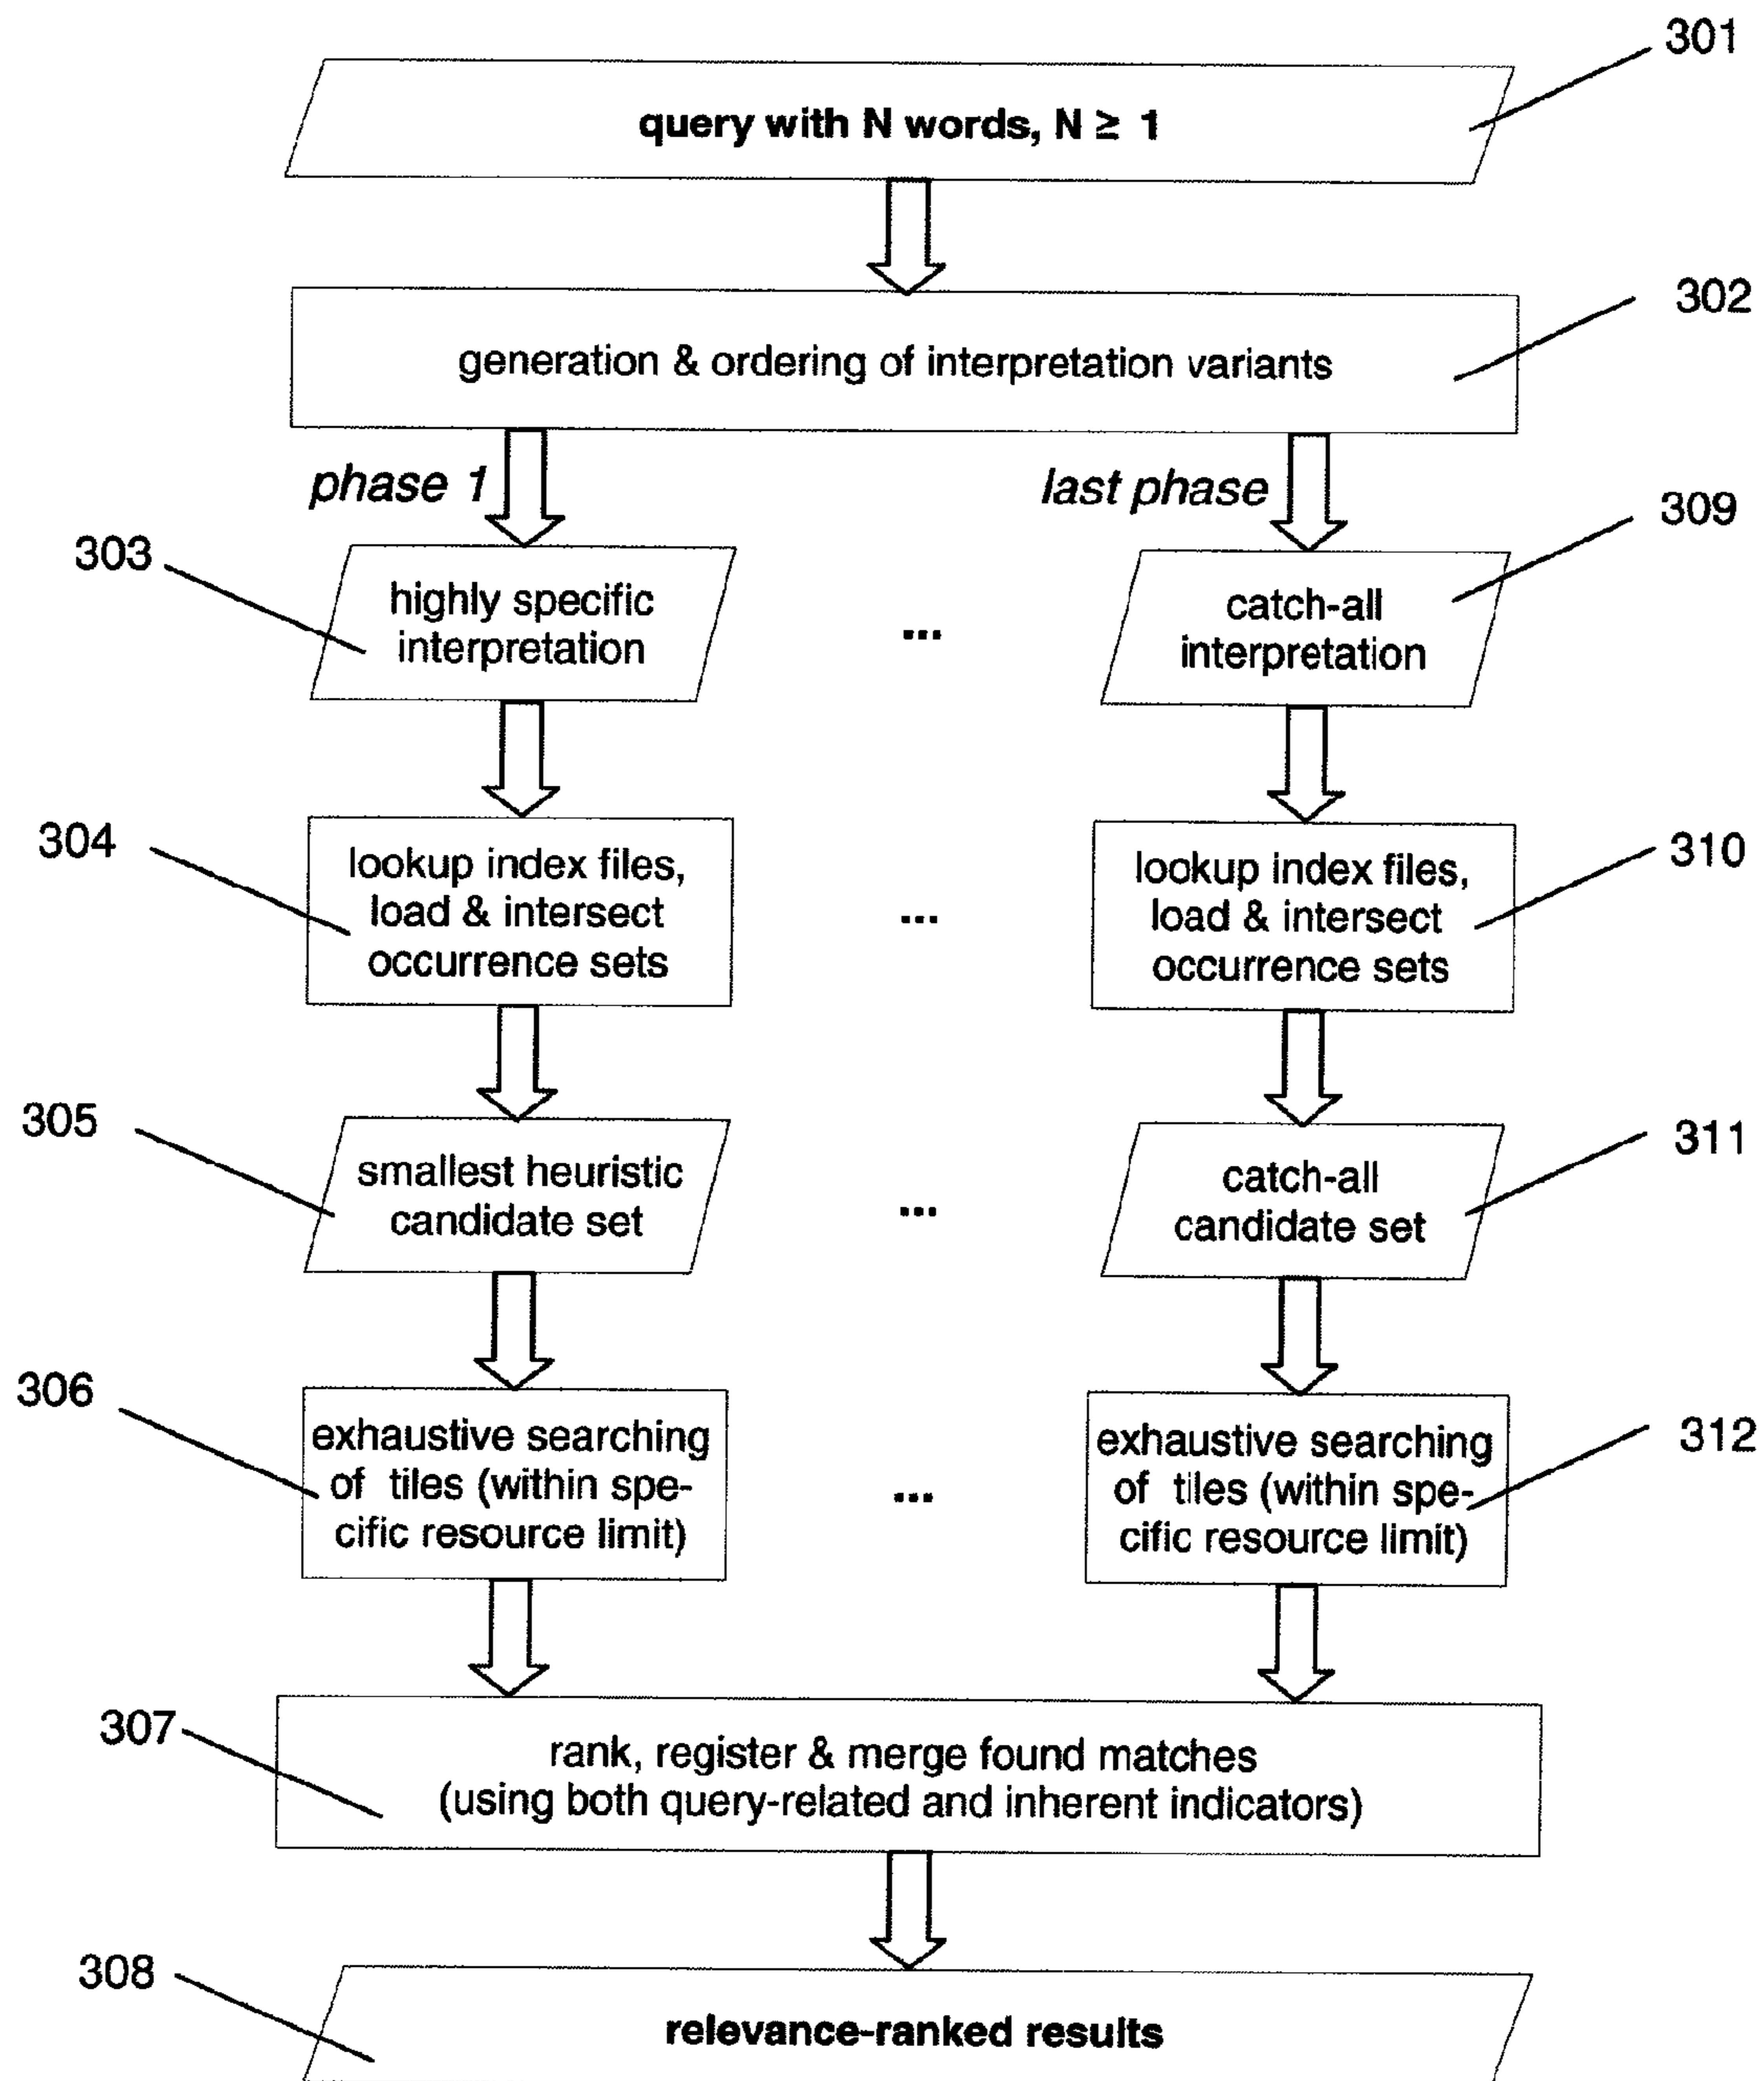 301
query with N words, N ≥ 1
302
generation & ordering of interpretation variants
phase 1
last phase
303
highly specific
interpretation
...
309
catch-all
interpretation
304
lookup index files,
load & intersect
occurrence sets
...
310
lookup index files,
load & intersect
occurrence sets
305
smallest heuristic
candidate set
...
311
catch-all
candidate set
306
exhaustive searching
of tiles (within spe-
cific resource limit)
...
312
exhaustive searching
of tiles (within spe-
cific resource limit)
307
rank, register & merge found matches
(using both query-related and inherent indicators)
308
relevance-ranked results